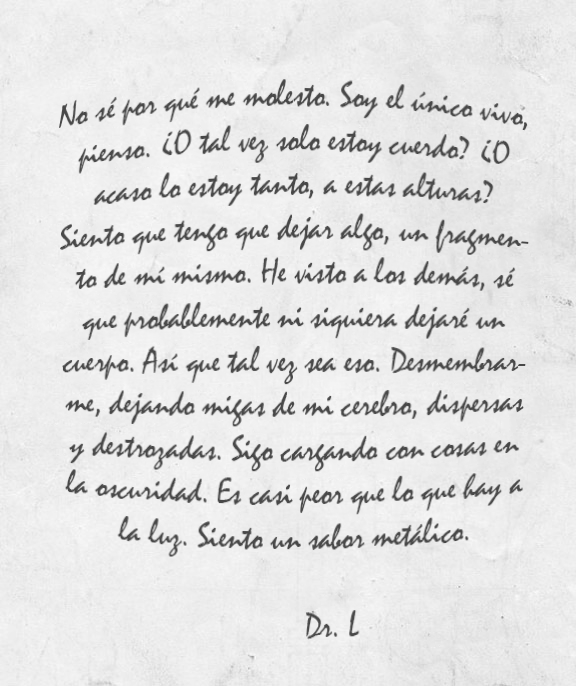 No sé por qué me molesto. Soy el único vivo,
pienso. ¿O tal vez solo estoy cuerdo? ¿O
acaso lo estoy tanto, a estas alturas?
Siento que tengo que dejar algo, un fragmen-
to de mí mismo. He visto a los demás, sé
que probablemente ni siquiera dejaré un
cuerpo. Así que tal vez sea eso. Desmembrar-
me, dejando migas de mi cerebro, dispersas
y destrozadas. Sigo cargando con cosas en
la oscuridad. Es casi peor que lo que hay a
la luz. Siento un sabor metálico.
Dr. L